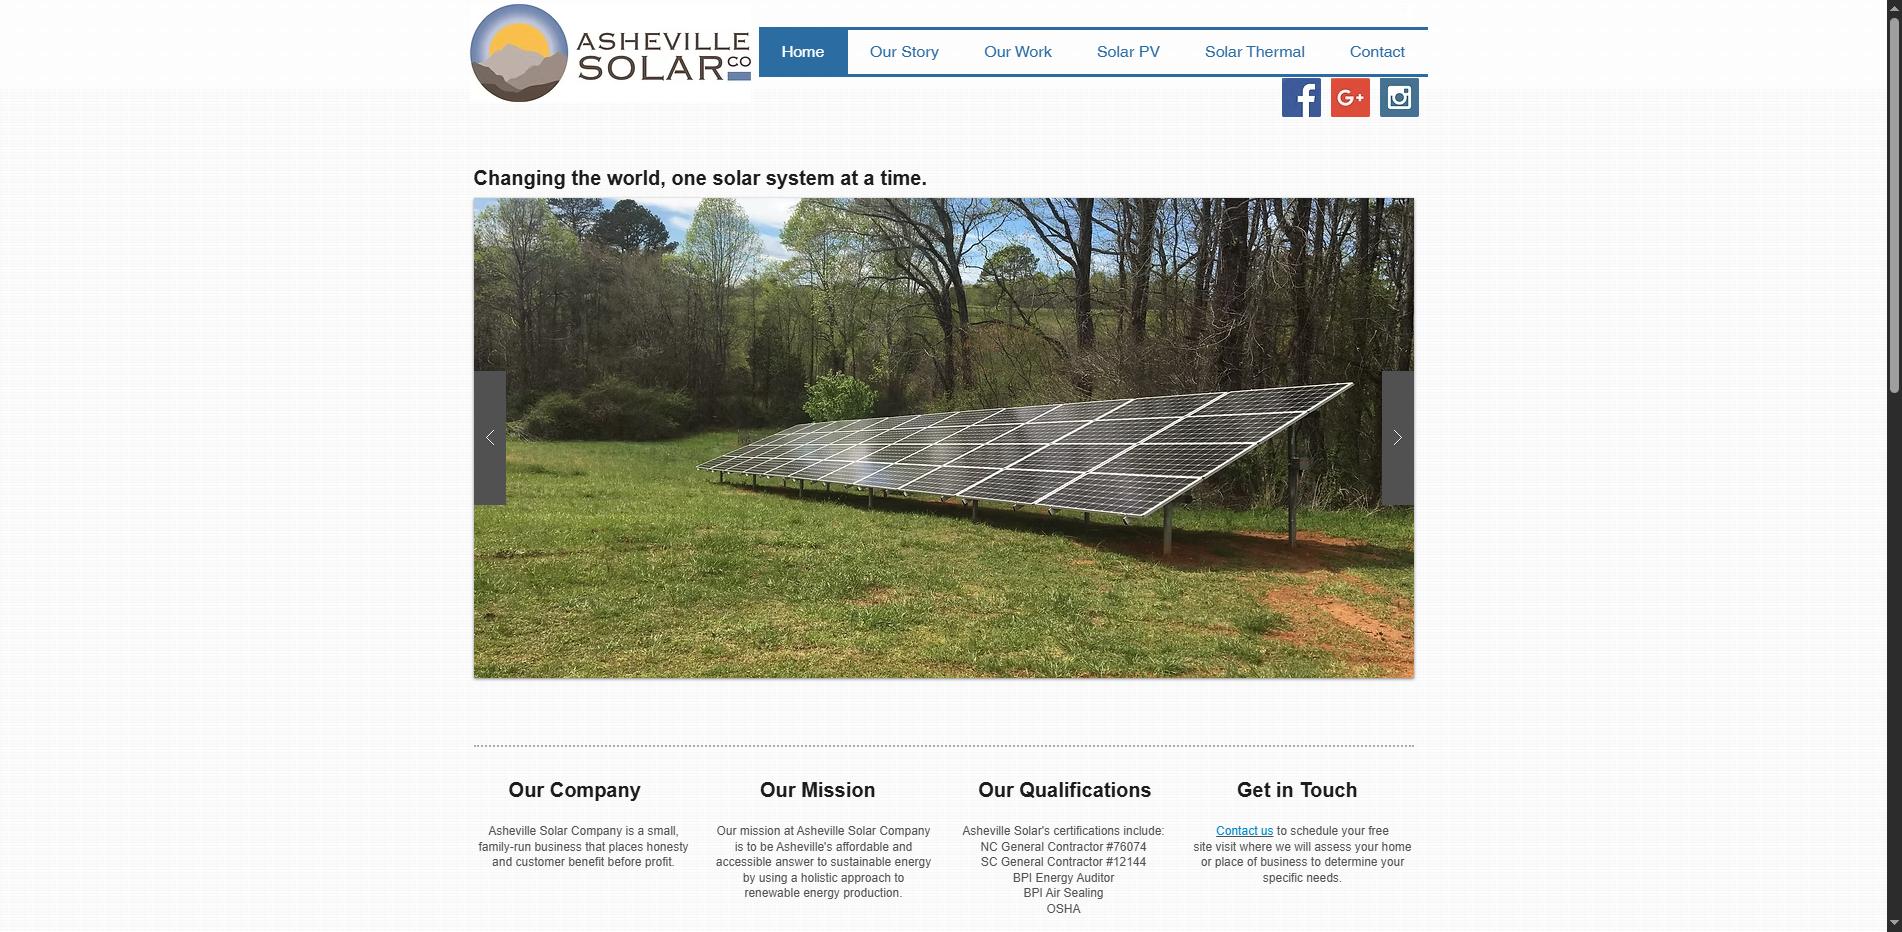 ASHEVILLE
SOLAR CO
Home
Our Story
Our Work
Solar PV
Solar Thermal
Contact
f
G+
Changing the world, one solar system at a time.
Our Company
Asheville Solar Company is a small,
family-run business that places honesty
and customer benefit before profit.
Our Mission
Our mission at Asheville Solar Company
is to be Asheville's affordable and
accessible answer to sustainable energy
by using a holistic approach to
renewable energy production.
Our Qualifications
Asheville Solar's certifications include:
NC General Contractor #76074
SC General Contractor #12144
BPI Energy Auditor
BPI Air Sealing
OSHA
Get in Touch
Contact us to schedule your free
site visit where we will assess your home
or place of business to determine your
specific needs.